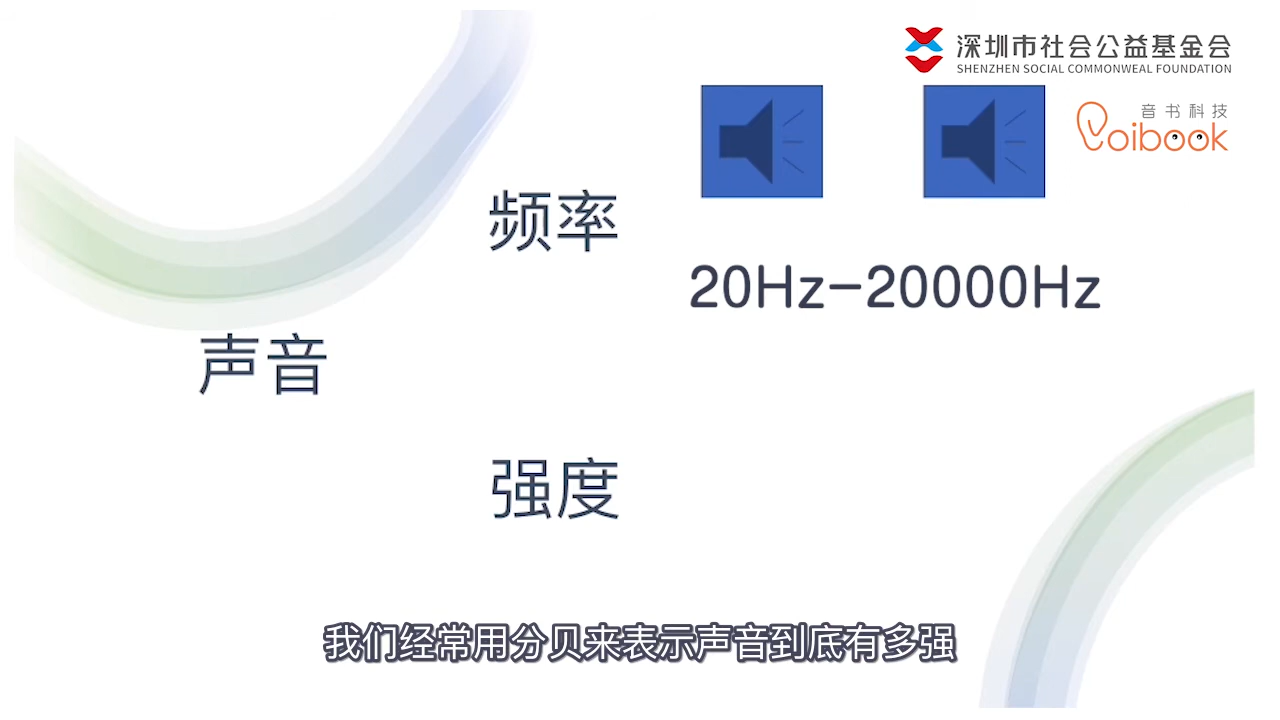 深圳市社会公益基金会
SHENZHEN SOCIAL COMMONWEAL FOUNDATION
音书科技
Voibook
频率
20Hz-20000Hz
声音
强度
我们经常用分贝来表示声音到底有多强